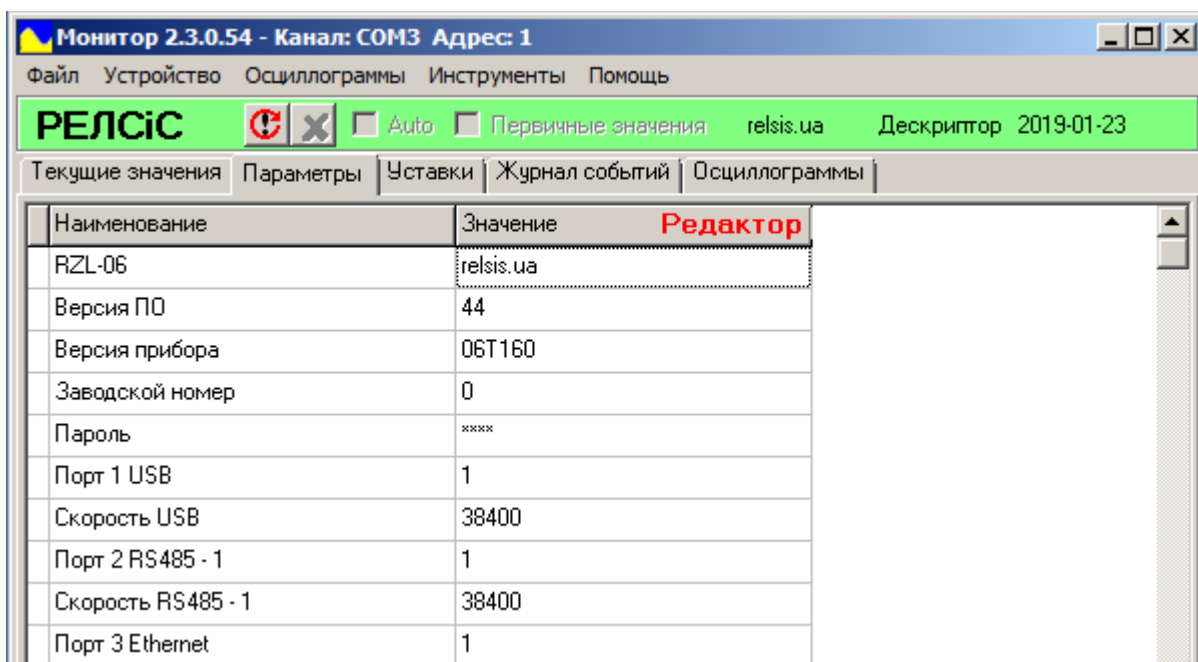 Монитор 2.3.0.54 - Канал: COM3 Адрес: 1
Файл Устройство Осциллограммы Инструменты Помощь
РЕЛСіС Auto Первичные значения relsis.ua Дескриптор 2019-01-23
Текущие значения Параметры Уставки Журнал событий Осциллограммы
Наименование Значение Редактор
RZL-06 relsis.ua
Версия ПО 44
Версия прибора 06T160
Заводской номер 0
Пароль ****
Порт 1 USB 1
Скорость USB 38400
Порт 2 RS485 - 1 1
Скорость RS485 - 1 38400
Порт 3 Ethernet 1